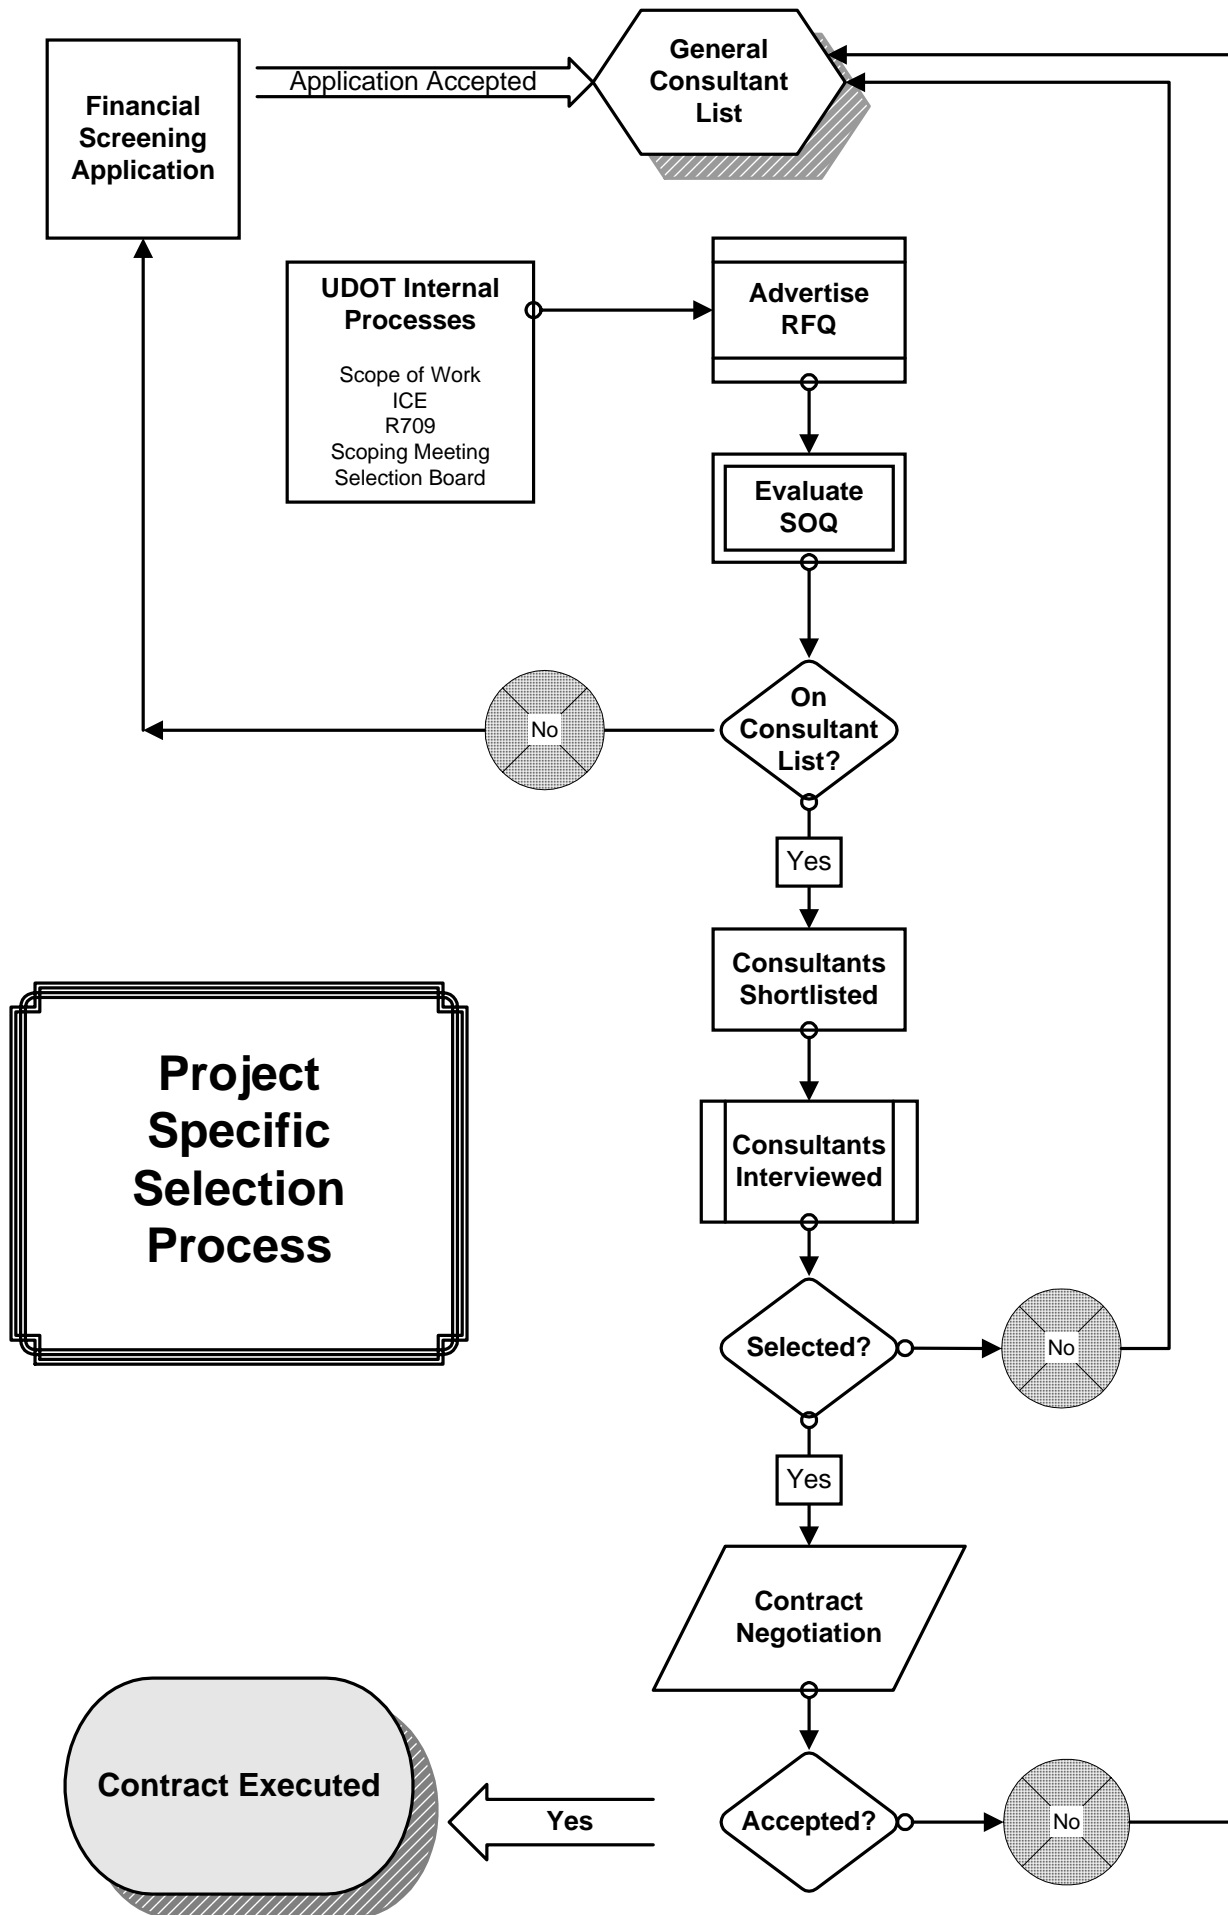 Financial
Screening
Application
Application Accepted
General
Consultant
List
UDOT Internal
Processes
Scope of Work
ICE
R709
Scoping Meeting
Selection Board
Advertise
RFQ
Evaluate
SOQ
On
Consultant
List?
No
Yes
Consultants
Shortlisted
Project
Specific
Selection
Process
Consultants
Interviewed
Selected?
No
Yes
Contract
Negotiation
Accepted?
No
Yes
Contract Executed